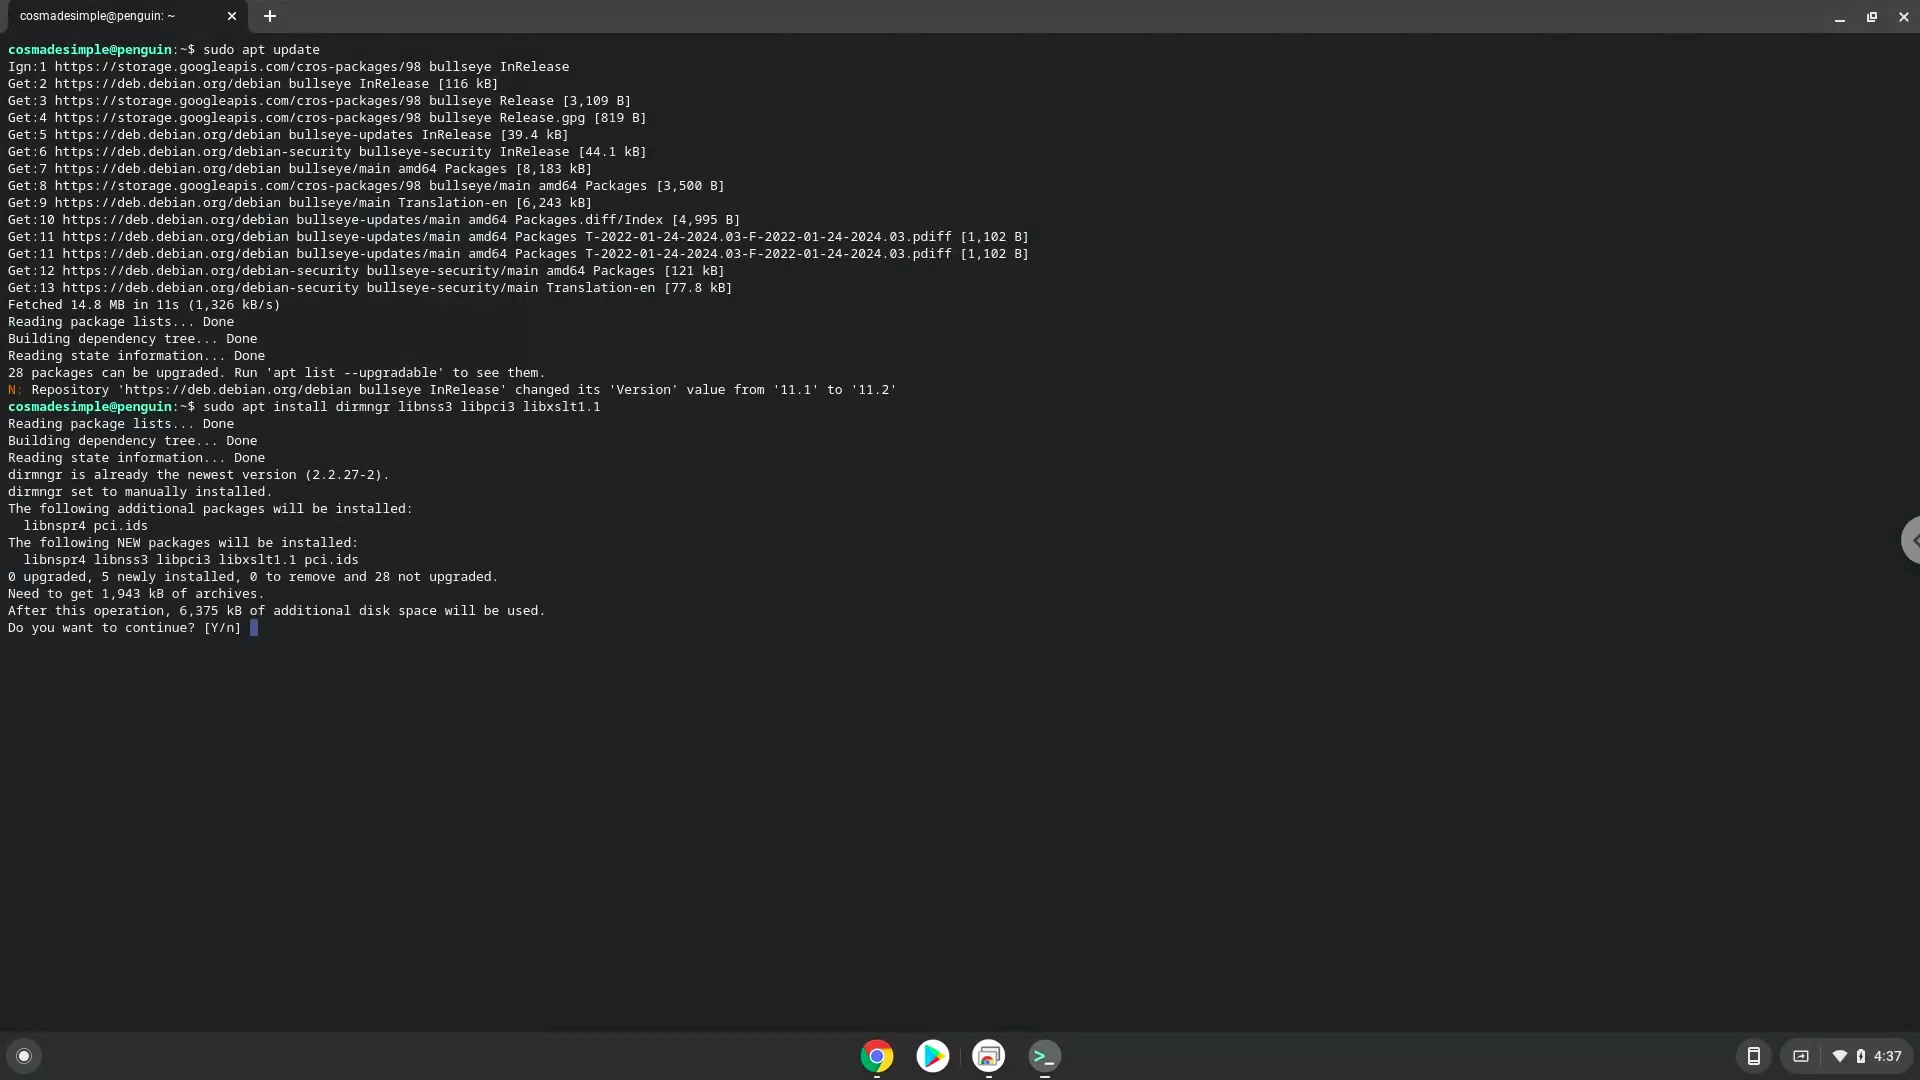 cosmadesimple@penguin: ~
cosmadesimple@penguin:~$ sudo apt update
Ign:1 https://storage.googleapis.com/cros-packages/98 bullseye InRelease
Get:2 https://deb.debian.org/debian bullseye InRelease [116 kB]
Get:3 https://storage.googleapis.com/cros-packages/98 bullseye Release [3,109 B]
Get:4 https://storage.googleapis.com/cros-packages/98 bullseye Release.gpg [819 B]
Get:5 https://deb.debian.org/debian bullseye-updates InRelease [39.4 kB]
Get:6 https://deb.debian.org/debian-security bullseye-security InRelease [44.1 kB]
Get:7 https://deb.debian.org/debian bullseye/main amd64 Packages [8,183 kB]
Get:8 https://storage.googleapis.com/cros-packages/98 bullseye/main amd64 Packages [3,500 B]
Get:9 https://deb.debian.org/debian bullseye/main Translation-en [6,243 kB]
Get:10 https://deb.debian.org/debian bullseye-updates/main amd64 Packages.diff/Index [4,995 B]
Get:11 https://deb.debian.org/debian bullseye-updates/main amd64 Packages T-2022-01-24-2024.03-F-2022-01-24-2024.03.pdiff [1,102 B]
Get:11 https://deb.debian.org/debian bullseye-updates/main amd64 Packages T-2022-01-24-2024.03-F-2022-01-24-2024.03.pdiff [1,102 B]
Get:12 https://deb.debian.org/debian-security bullseye-security/main amd64 Packages [121 kB]
Get:13 https://deb.debian.org/debian-security bullseye-security/main Translation-en [77.8 kB]
Fetched 14.8 MB in 11s (1,326 kB/s)
Reading package lists... Done
Building dependency tree... Done
Reading state information... Done
28 packages can be upgraded. Run 'apt list --upgradable' to see them.
N: Repository 'https://deb.debian.org/debian bullseye InRelease' changed its 'Version' value from '11.1' to '11.2'
cosmadesimple@penguin:~$ sudo apt install dirmngr libnss3 libpci3 libxslt1.1
Reading package lists... Done
Building dependency tree... Done
Reading state information... Done
dirmngr is already the newest version (2.2.27-2).
dirmngr set to manually installed.
The following additional packages will be installed:
  libnspr4 pci.ids
The following NEW packages will be installed:
  libnspr4 libnss3 libpci3 libxslt1.1 pci.ids
0 upgraded, 5 newly installed, 0 to remove and 28 not upgraded.
Need to get 1,943 kB of archives.
After this operation, 6,375 kB of additional disk space will be used.
Do you want to continue? [Y/n]
4:37